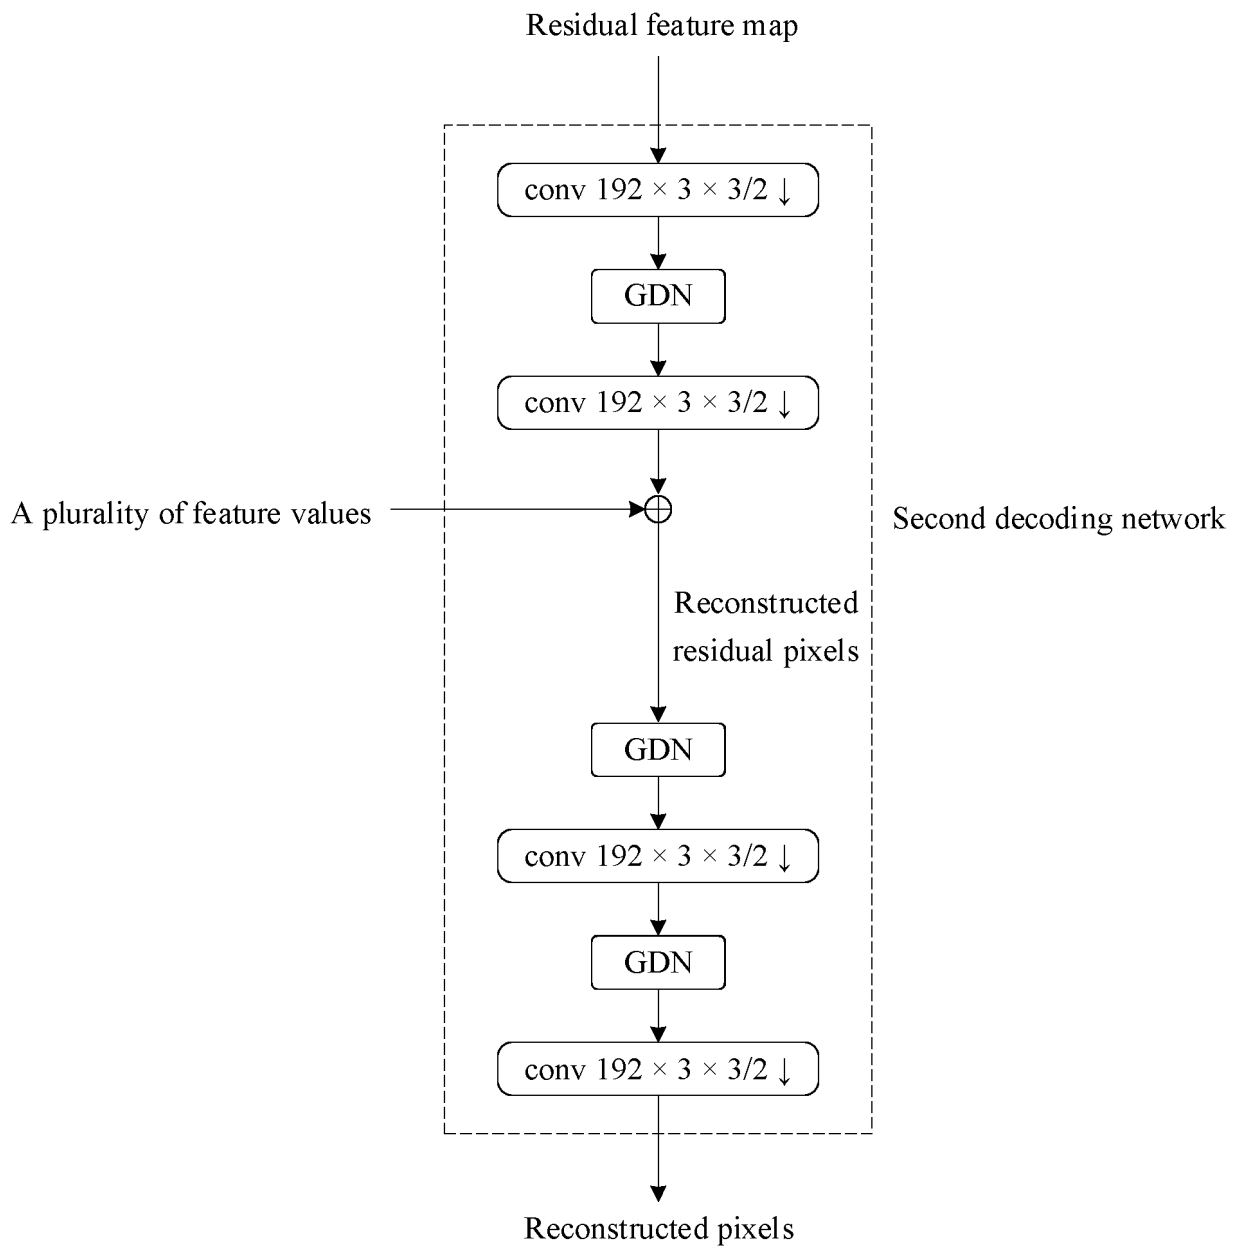 Residual feature map
conv 192 × 3 × 3/2 ↓
GDN
conv 192 × 3 × 3/2 ↓
A plurality of feature values
Second decoding network
Reconstructed
residual pixels
GDN
conv 192 × 3 × 3/2 ↓
GDN
conv 192 × 3 × 3/2 ↓
Reconstructed pixels